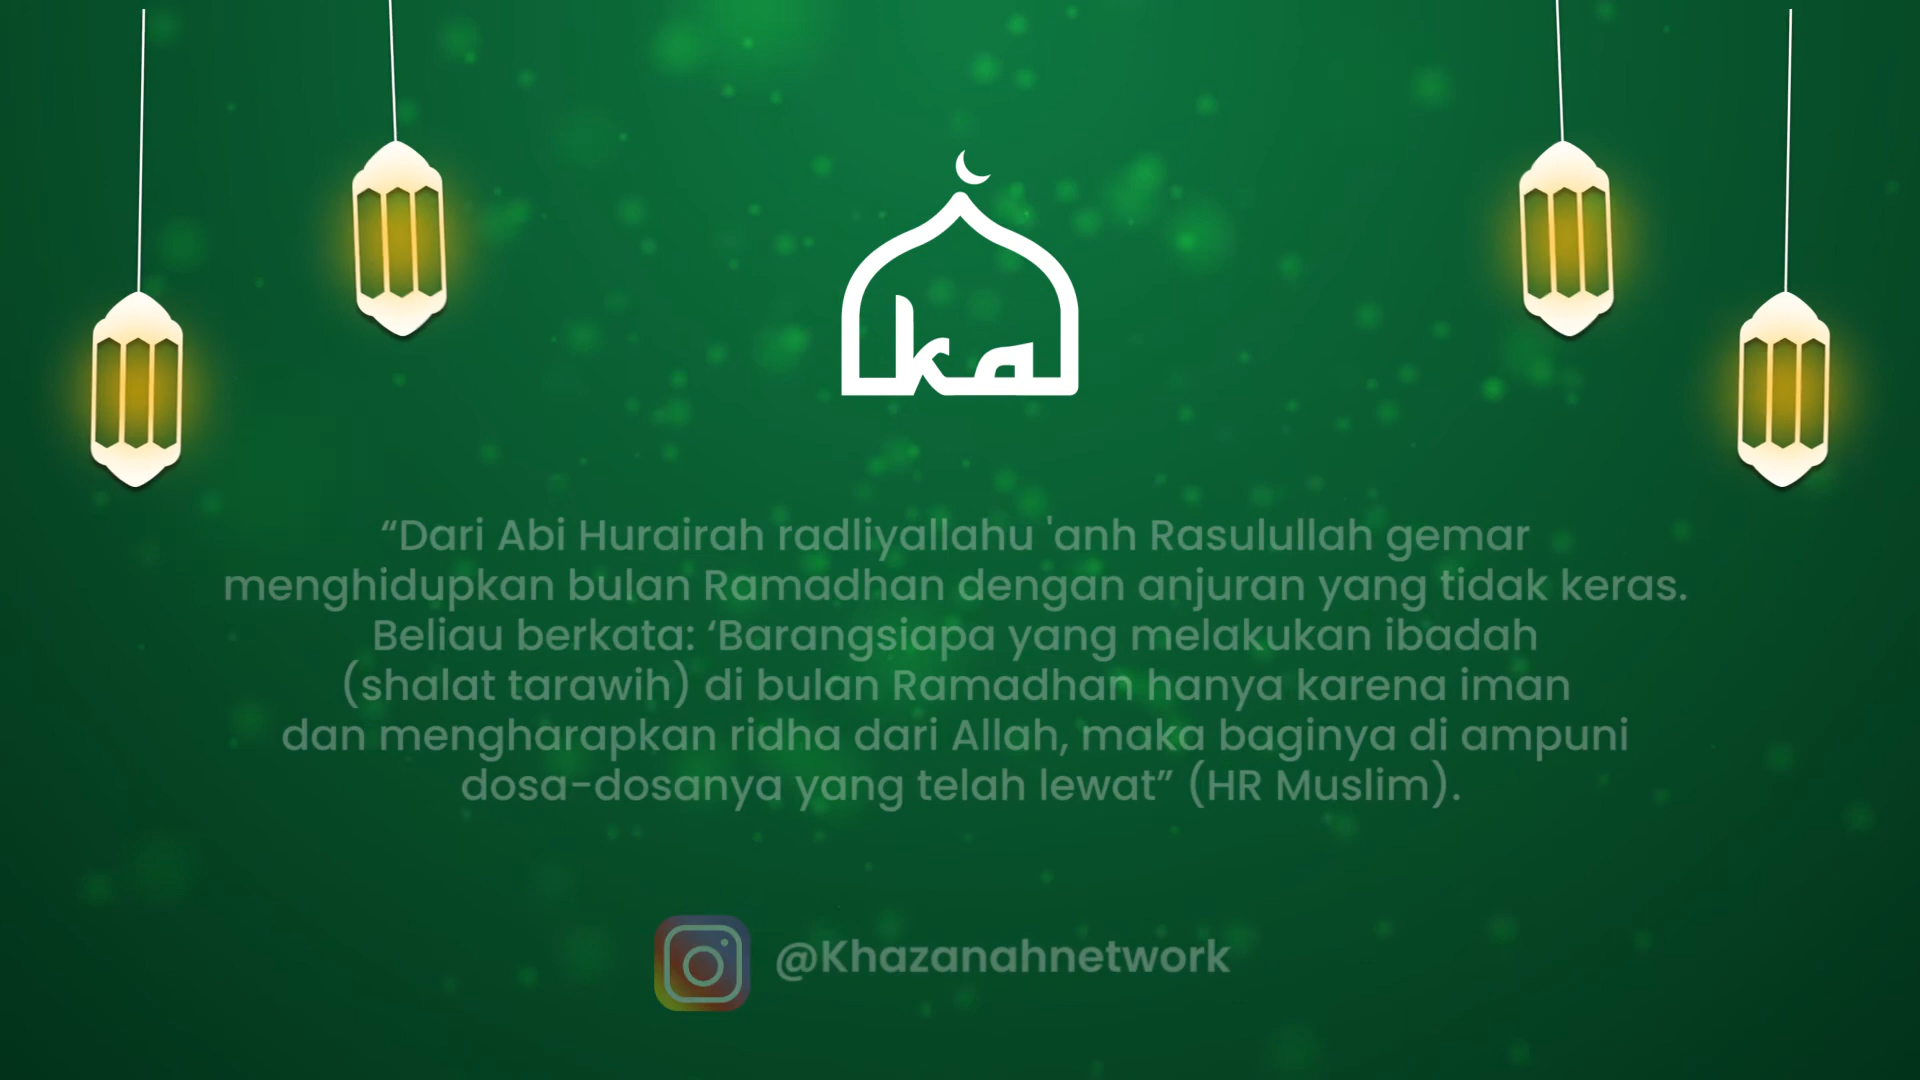 ka
“Dari Abi Hurairah radliyallahu 'anh Rasulullah gemar
menghidupkan bulan Ramadhan dengan anjuran yang tidak keras.
Beliau berkata: ‘Barangsiapa yang melakukan ibadah
(shalat tarawih) di bulan Ramadhan hanya karena iman
dan mengharapkan ridha dari Allah, maka baginya di ampuni
dosa-dosanya yang telah lewat” (HR Muslim).
@Khazanahnetwork